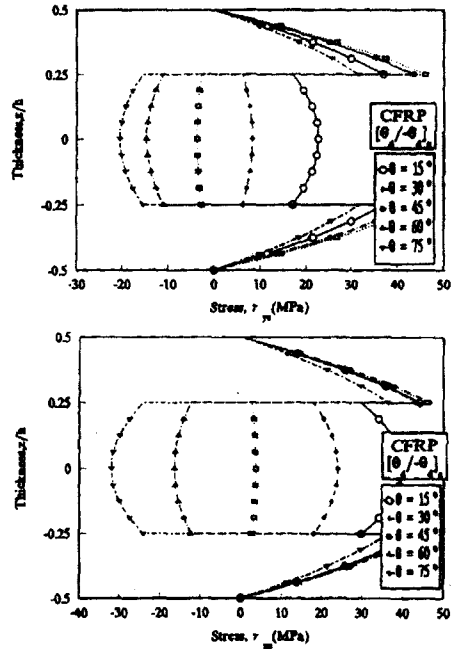 0.5
0.25
0.0
-0.25
-0.5
Thickness,z/h
-30 -20 -10 0 10 20 30 40 50
Stress, τ (MPa)
CFRP
[θ /-θ ]
θ = 15°
θ = 30°
θ = 45°
θ = 60°
θ = 75°
0.5
0.25
0.0
-0.25
-0.5
Thickness,z/h
-40 -30 -20 -10 0 10 20 30 40 50
Stress, τ (MPa)
CFRP
[θ /-θ ]
θ = 15°
θ = 30°
θ = 45°
θ = 60°
θ = 75°